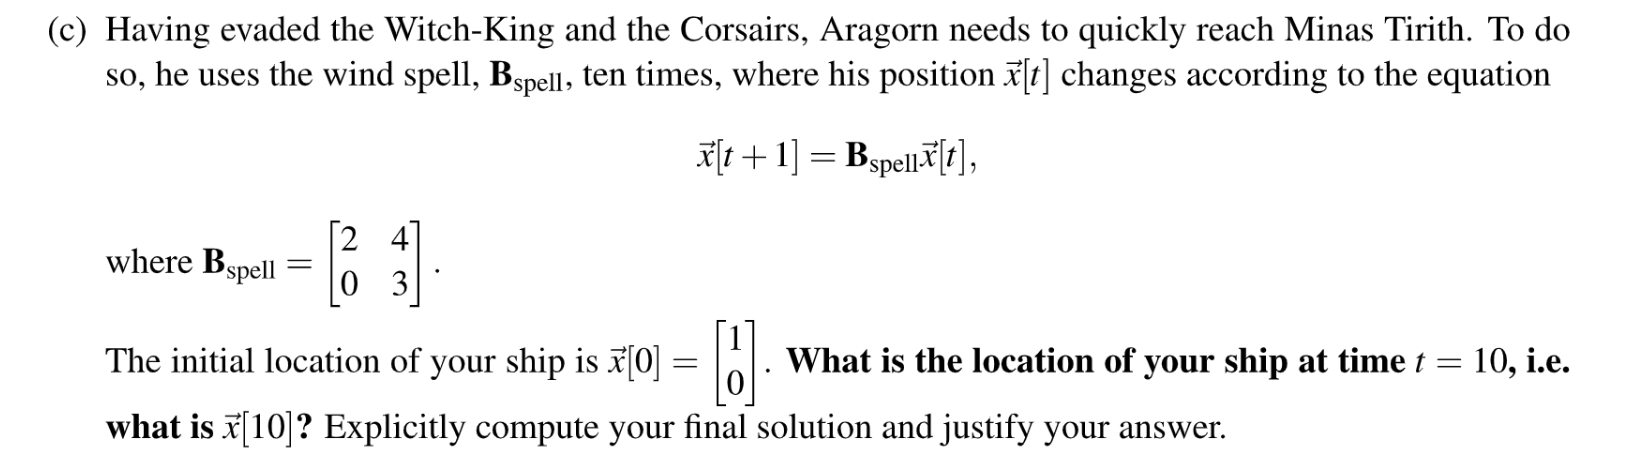 (c) Having evaded the Witch-King and the Corsairs, Aragorn needs to quickly reach Minas Tirith. To do
so, he uses the wind spell, $\mathbf{B}_{\text{spell}}$, ten times, where his position $\vec{x}[t]$ changes according to the equation
$\vec{x}[t+1] = \mathbf{B}_{\text{spell}}\vec{x}[t],$
where $\mathbf{B}_{\text{spell}} = \begin{bmatrix} 2 & 4 \\ 0 & 3 \end{bmatrix}$.
The initial location of your ship is $\vec{x}[0] = \begin{bmatrix} 1 \\ 0 \end{bmatrix}$. What is the location of your ship at time $t = 10$, i.e.
what is $\vec{x}[10]$? Explicitly compute your final solution and justify your answer.